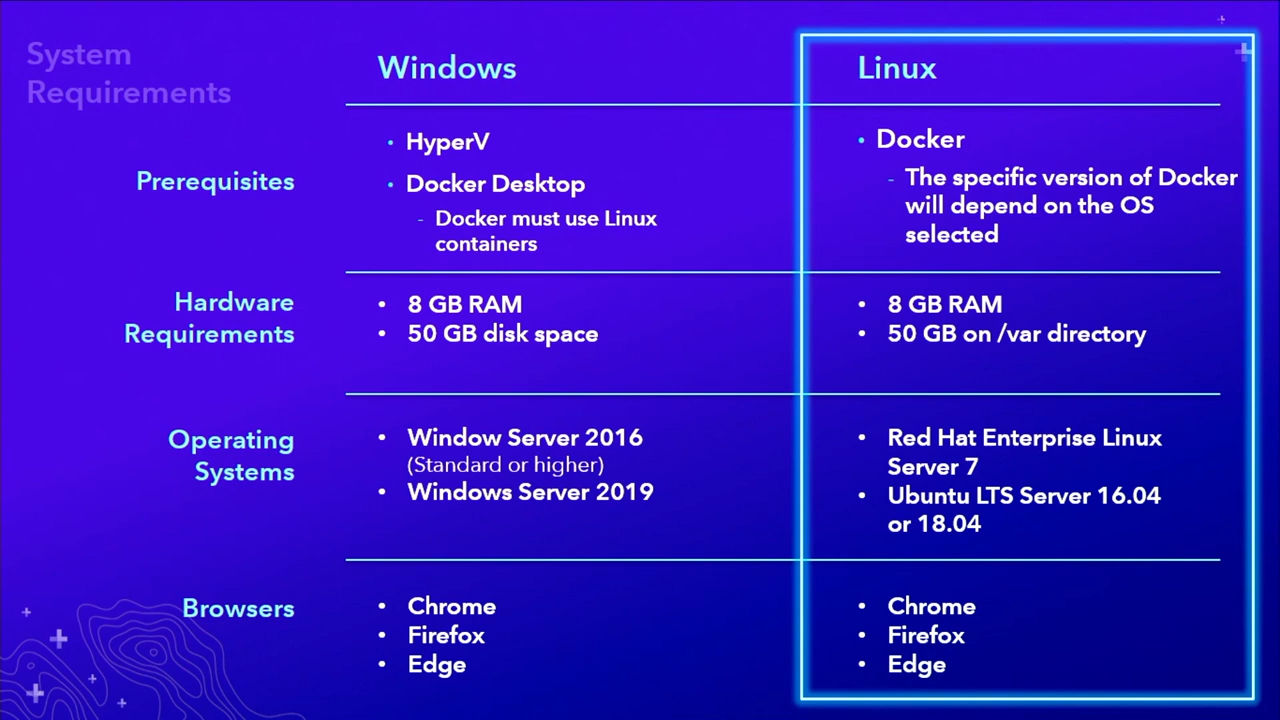 System
Requirements
Windows
Linux
Prerequisites
• HyperV
• Docker Desktop
- Docker must use Linux
containers
• Docker
- The specific version of Docker
will depend on the OS
selected
Hardware
Requirements
• 8 GB RAM
• 50 GB disk space
• 8 GB RAM
• 50 GB on /var directory
Operating
Systems
• Window Server 2016
(Standard or higher)
• Windows Server 2019
• Red Hat Enterprise Linux
Server 7
• Ubuntu LTS Server 16.04
or 18.04
Browsers
• Chrome
• Firefox
• Edge
• Chrome
• Firefox
• Edge